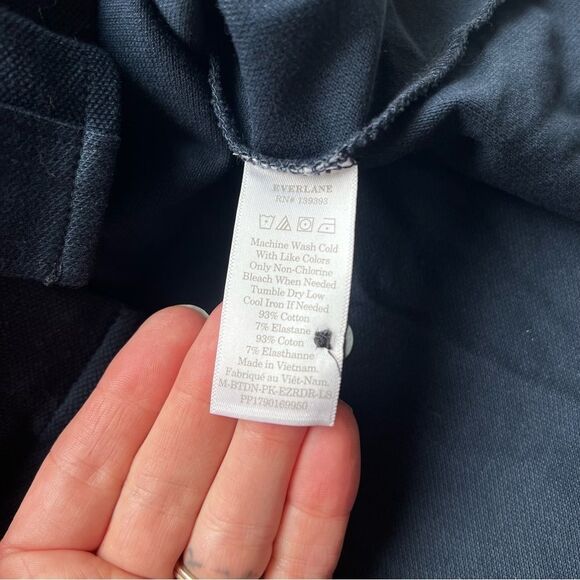 EVERLANE
RN# 139393
Machine Wash Cold
With Like Colors
Only Non-Chlorine
Bleach When Needed
Tumble Dry Low
Cool Iron If Needed
93% Cotton
7% Elastane
93% Coton
7% Elasthanne
Made in Vietnam.
Fabriqué au Việt-Nam.
M-BTDN-PK-EZRDR-LS
PP1790169950